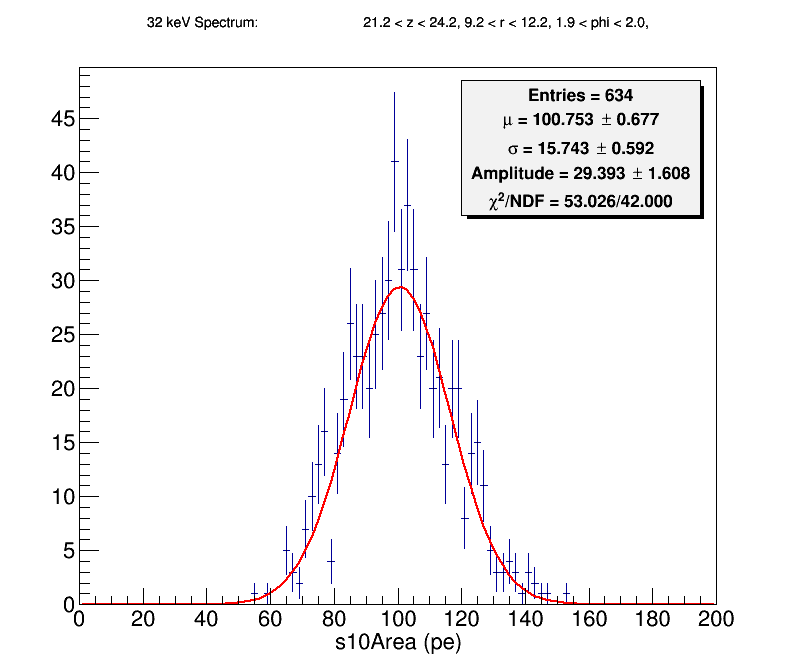 32 keV Spectrum: 21.2 < z < 24.2, 9.2 < r < 12.2, 1.9 < phi < 2.0,
Entries = 634
μ = 100.753 ± 0.677
σ = 15.743 ± 0.592
Amplitude = 29.393 ± 1.608
χ²/NDF = 53.026/42.000
45
40
35
30
25
20
15
10
5
0
0 20 40 60 80 100 120 140 160 180 200
s10Area (pe)